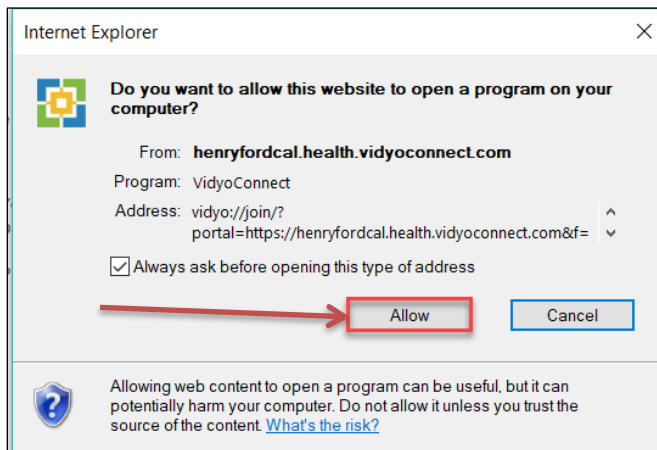 Internet Explorer
Do you want to allow this website to open a program on your
computer?
From: henryfordcal.health.vidyoconnect.com
Program: VidyoConnect
Address: vidyo://join/?
portal=https://henryfordcal.health.vidyoconnect.com&f=
Always ask before opening this type of address
Allow Cancel
Allowing web content to open a program can be useful, but it can
potentially harm your computer. Do not allow it unless you trust the
source of the content. What's the risk?